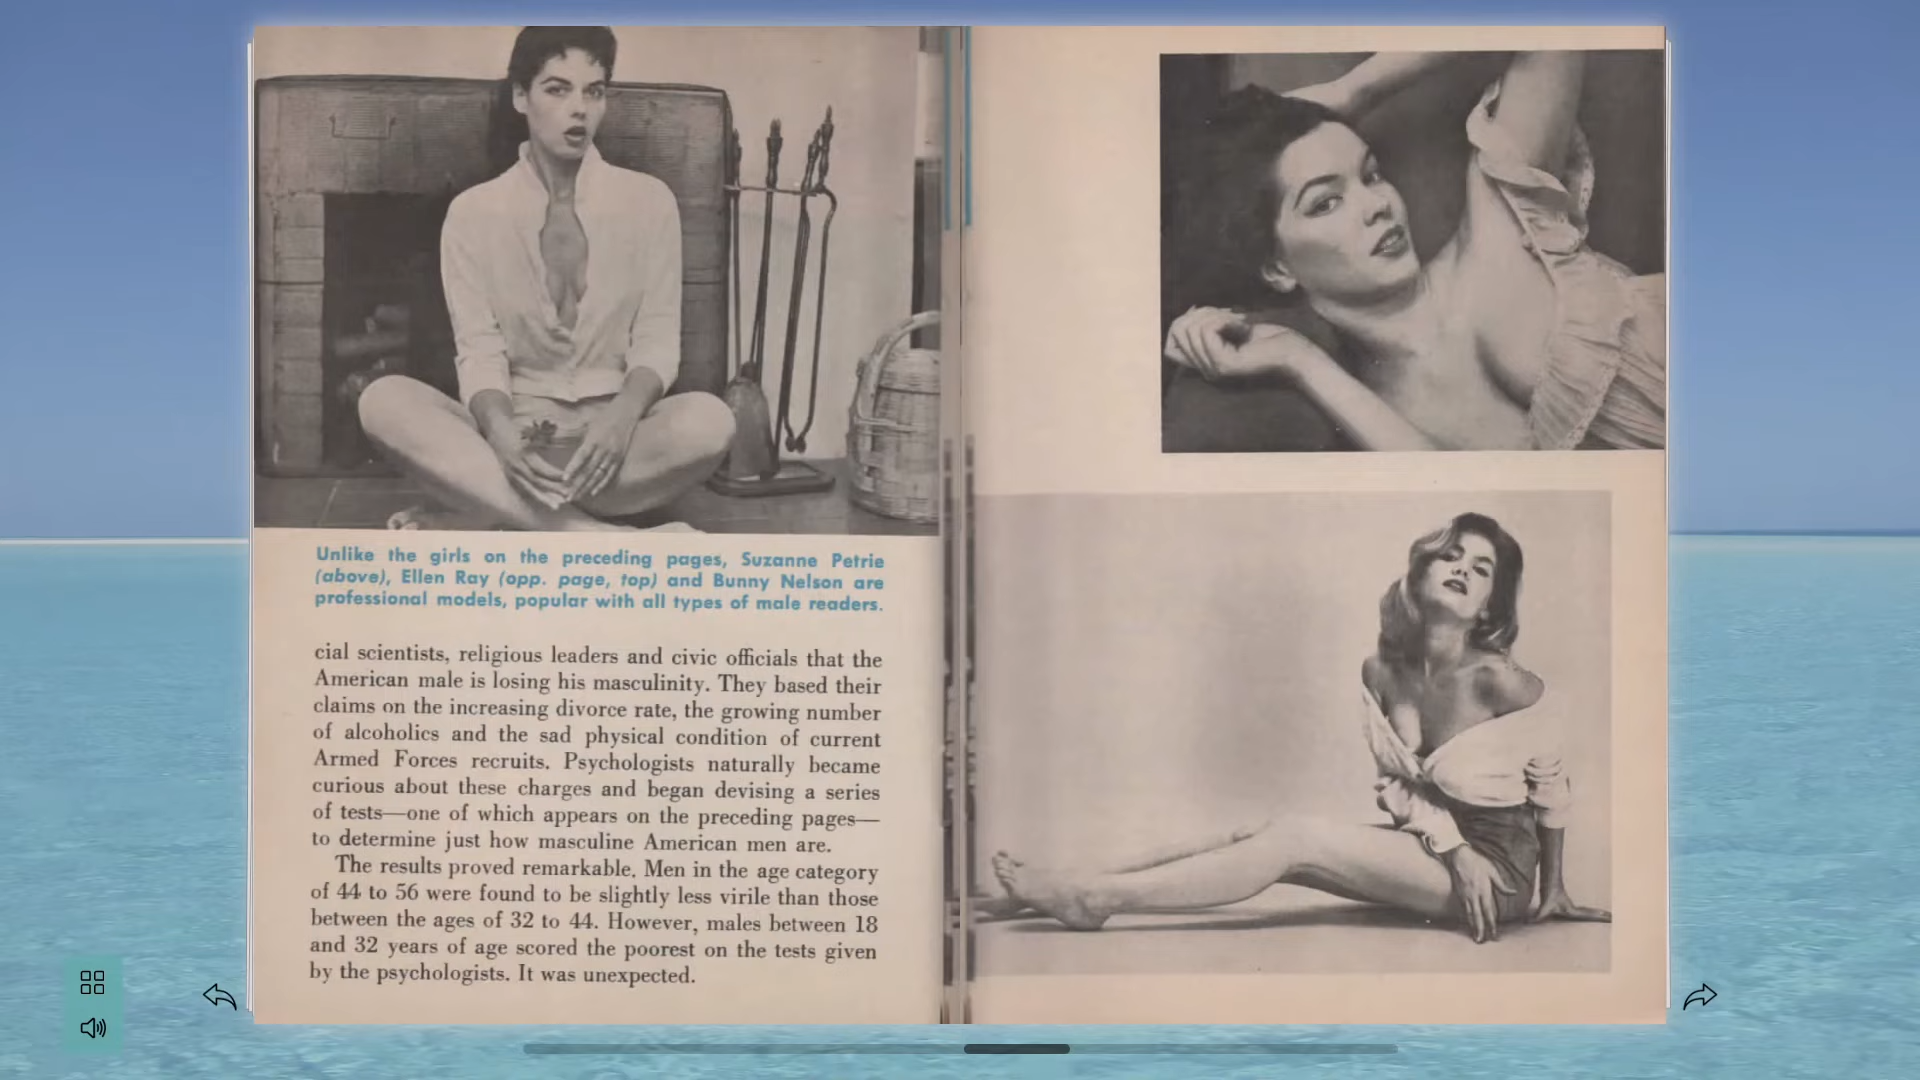 Unlike the girls on the preceding pages, Suzanne Petrie
(above), Ellen Ray (opp. page, top) and Bunny Nelson are
professional models, popular with all types of male readers.
cial scientists, religious leaders and civic officials that the
American male is losing his masculinity. They based their
claims on the increasing divorce rate, the growing number
of alcoholics and the sad physical condition of current
Armed Forces recruits. Psychologists naturally became
curious about these charges and began devising a series
of tests—one of which appears on the preceding pages—
to determine just how masculine American men are.
The results proved remarkable. Men in the age category
of 44 to 56 were found to be slightly less virile than those
between the ages of 32 to 44. However, males between 18
and 32 years of age scored the poorest on the tests given
by the psychologists. It was unexpected.